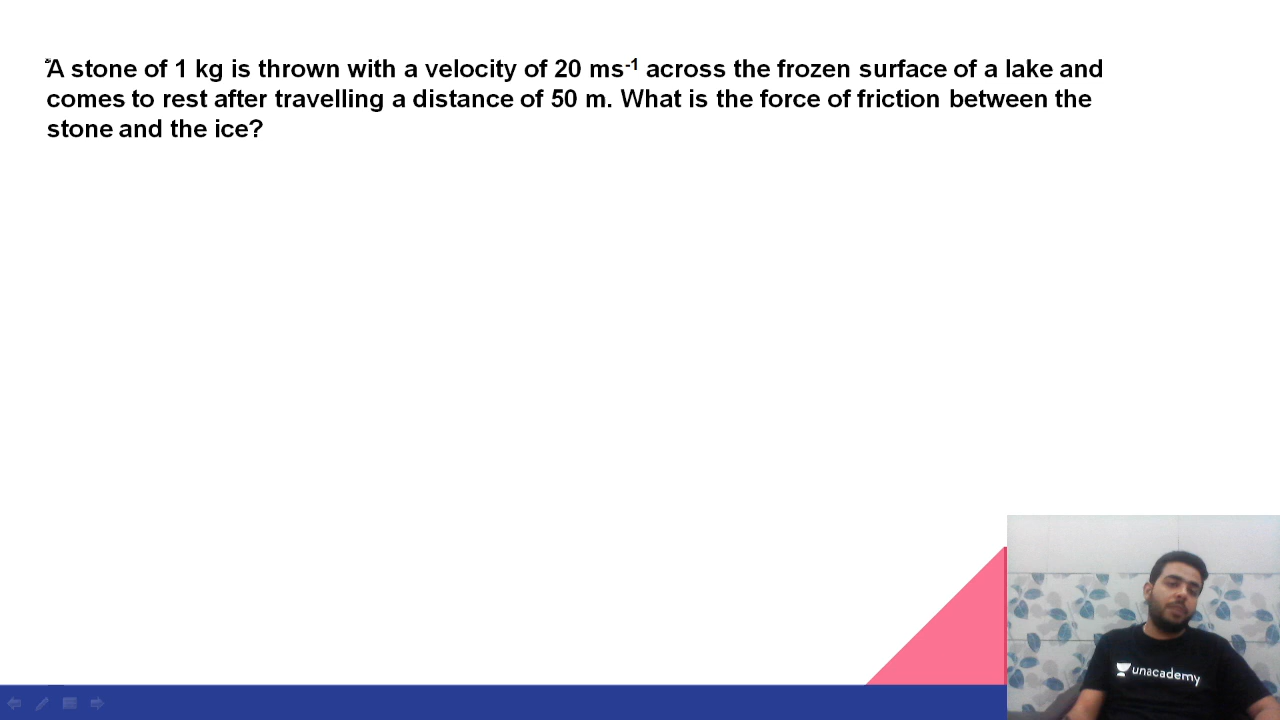 A stone of 1 kg is thrown with a velocity of 20 ms⁻¹ across the frozen surface of a lake and
comes to rest after travelling a distance of 50 m. What is the force of friction between the
stone and the ice?
unacademy